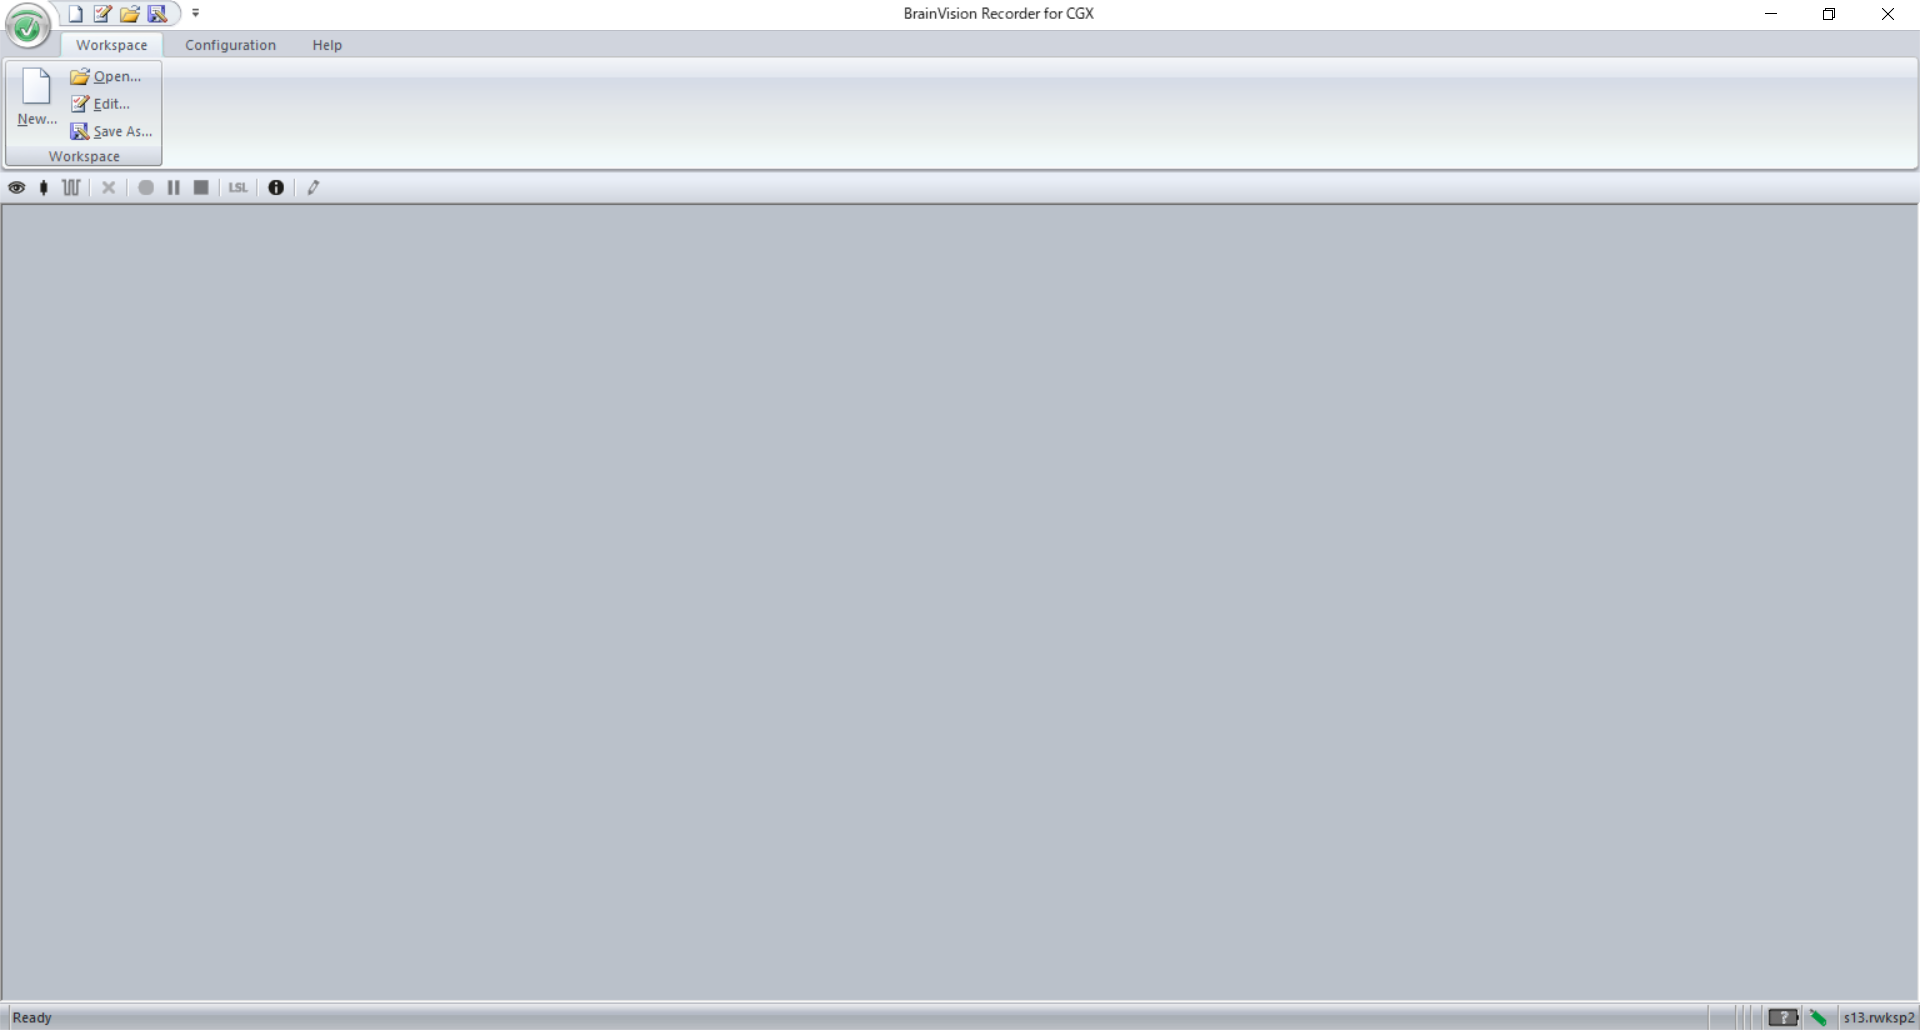 BrainVision Recorder for CGX
Workspace Configuration Help
New...
Open...
Edit...
Save As...
Workspace
LSL
Ready
? s13.rwksp2